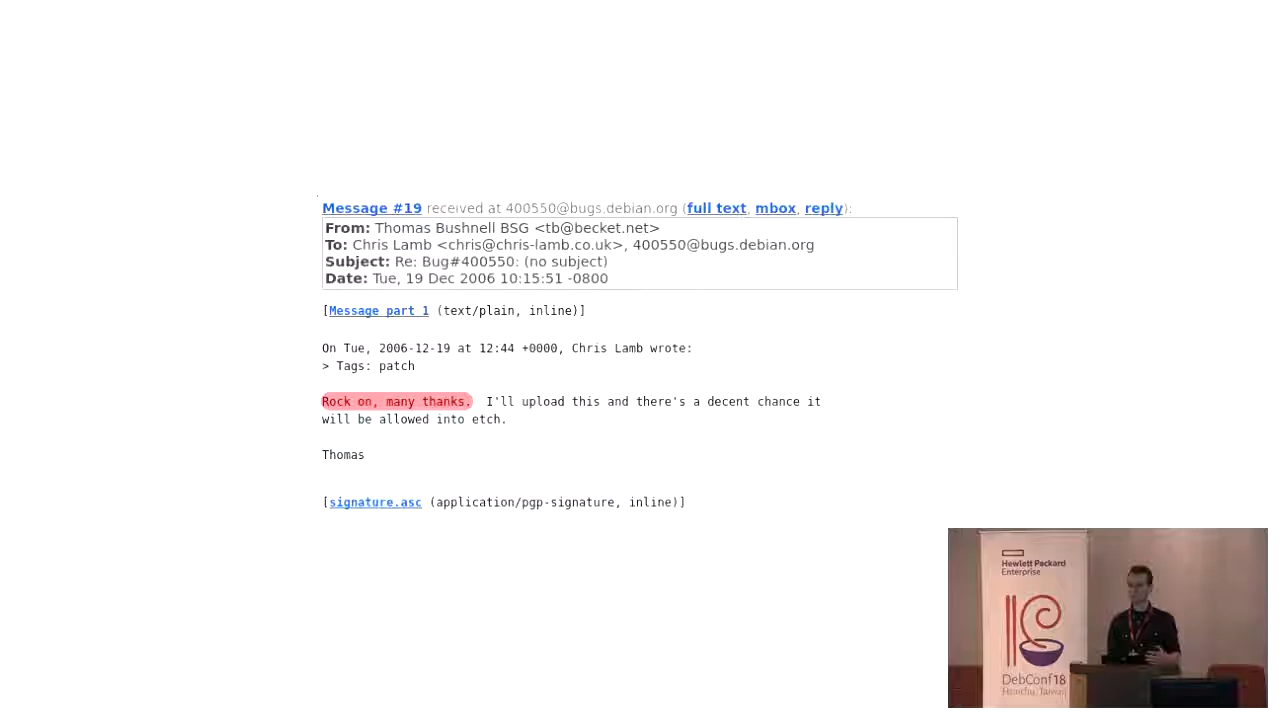 Message #19 received at 400550@bugs.debian.org (full text, mbox, reply):
From: Thomas Bushnell BSG <tb@becket.net>
To: Chris Lamb <chris@chris-lamb.co.uk>, 400550@bugs.debian.org
Subject: Re: Bug#400550: (no subject)
Date: Tue, 19 Dec 2006 10:15:51 -0800
[Message part 1 (text/plain, inline)]
On Tue, 2006-12-19 at 12:44 +0000, Chris Lamb wrote:
> Tags: patch
Rock on, many thanks.  I'll upload this and there's a decent chance it
will be allowed into etch.
Thomas
[signature.asc (application/pgp-signature, inline)]
Hewlett Packard
Enterprise
DebConf18
Hsinchu, Taiwan